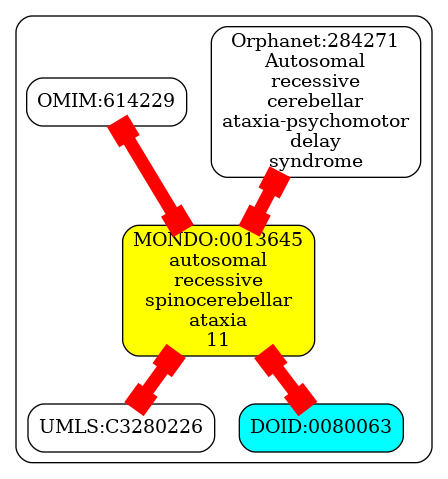 OMIM:614229
Orphanet:284271
Autosomal
recessive
cerebellar
ataxia-psychomotor
delay
syndrome
MONDO:0013645
autosomal
recessive
spinocerebellar
ataxia
11
UMLS:C3280226
DOID:0080063